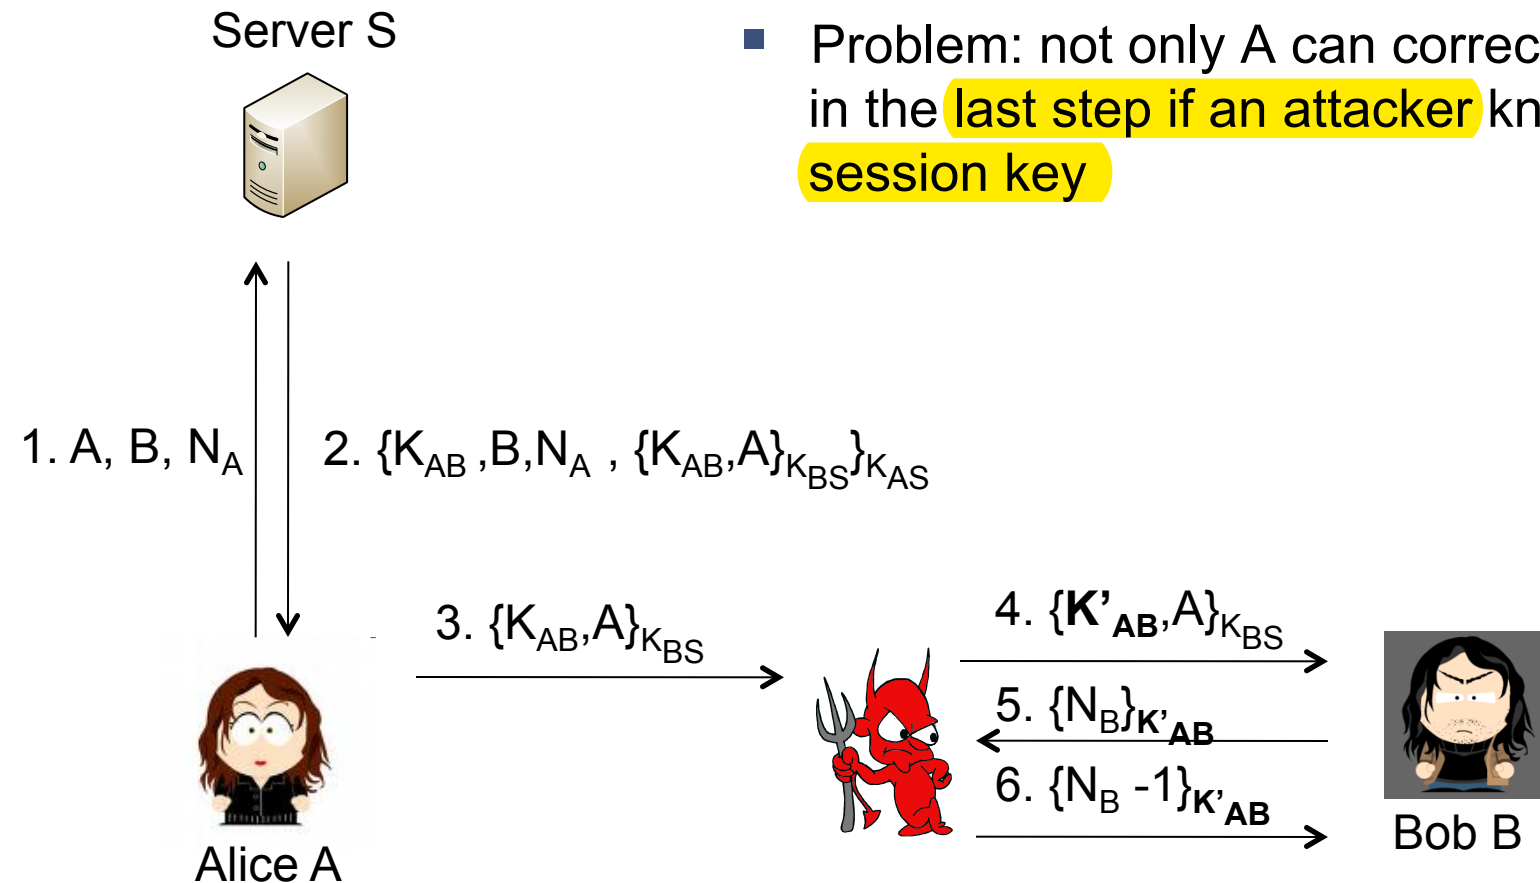 Server S
▪ Problem: not only A can correc
in the last step if an attacker kn
session key
1. A, B, N_A
2. {K_AB ,B,N_A , {K_AB,A}_K_BS}_K_AS
3. {K_AB,A}_K_BS
4. {K’_AB,A}_K_BS
5. {N_B}_K’_AB
6. {N_B -1}_K’_AB
Alice A
Bob B